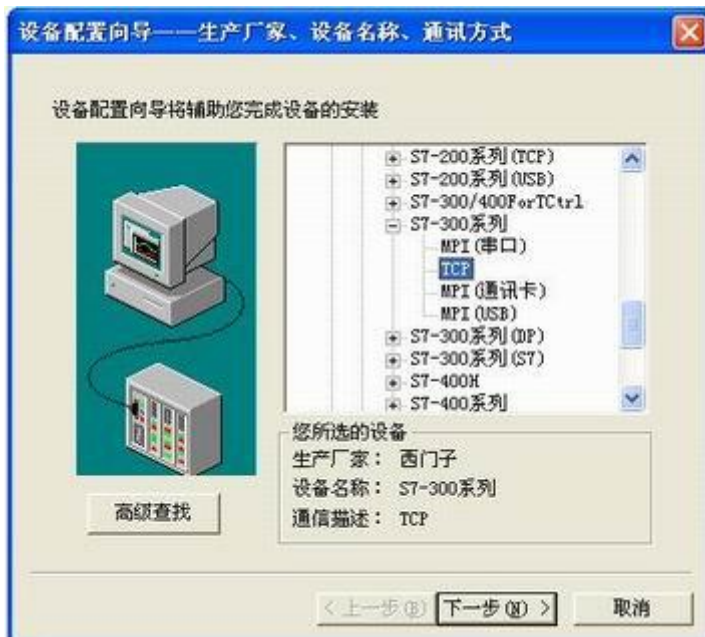 设备配置向导——生产厂家、设备名称、通讯方式
设备配置向导将辅助您完成设备的安装
S7-200系列(TCP)
S7-200系列(USB)
S7-300/400ForTCtrl
S7-300系列
MPI(串口)
TCP
MPI(通讯卡)
MPI(USB)
S7-300系列(DP)
S7-300系列(S7)
S7-400H
S7-400系列
高级查找
您所选的设备
生产厂家： 西门子
设备名称： S7-300系列
通信描述： TCP
< 上一步(B)
下一步(N) >
取消